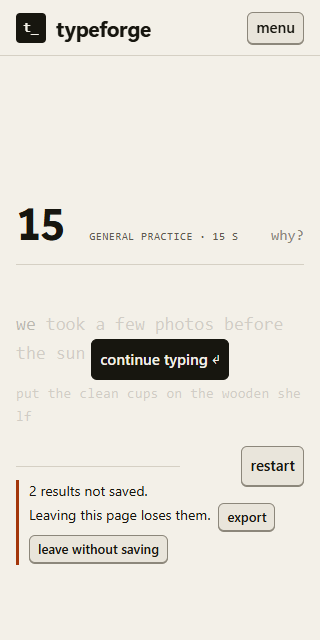 t_ typeforge menu
15 GENERAL PRACTICE · 15 S why?
we took a few photos before
the sun
continue typing ↲
put the clean cups on the wooden she
lf
restart
2 results not saved.
Leaving this page loses them. export
leave without saving